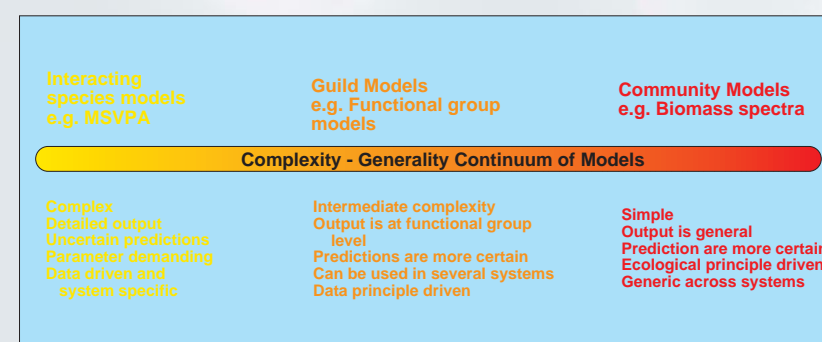 Interacting
species models
e.g. MSVPA
Guild Models
e.g. Functional group
models
Community Models
e.g. Biomass spectra
Complexity - Generality Continuum of Models
Complex
Detailed output
Uncertain predictions
Parameter demanding
Data driven and
system specific
Intermediate complexity
Output is at functional group
level
Predictions are more certain
Can be used in several systems
Data principle driven
Simple
Output is general
Prediction are more certain
Ecological principle driven
Generic across systems